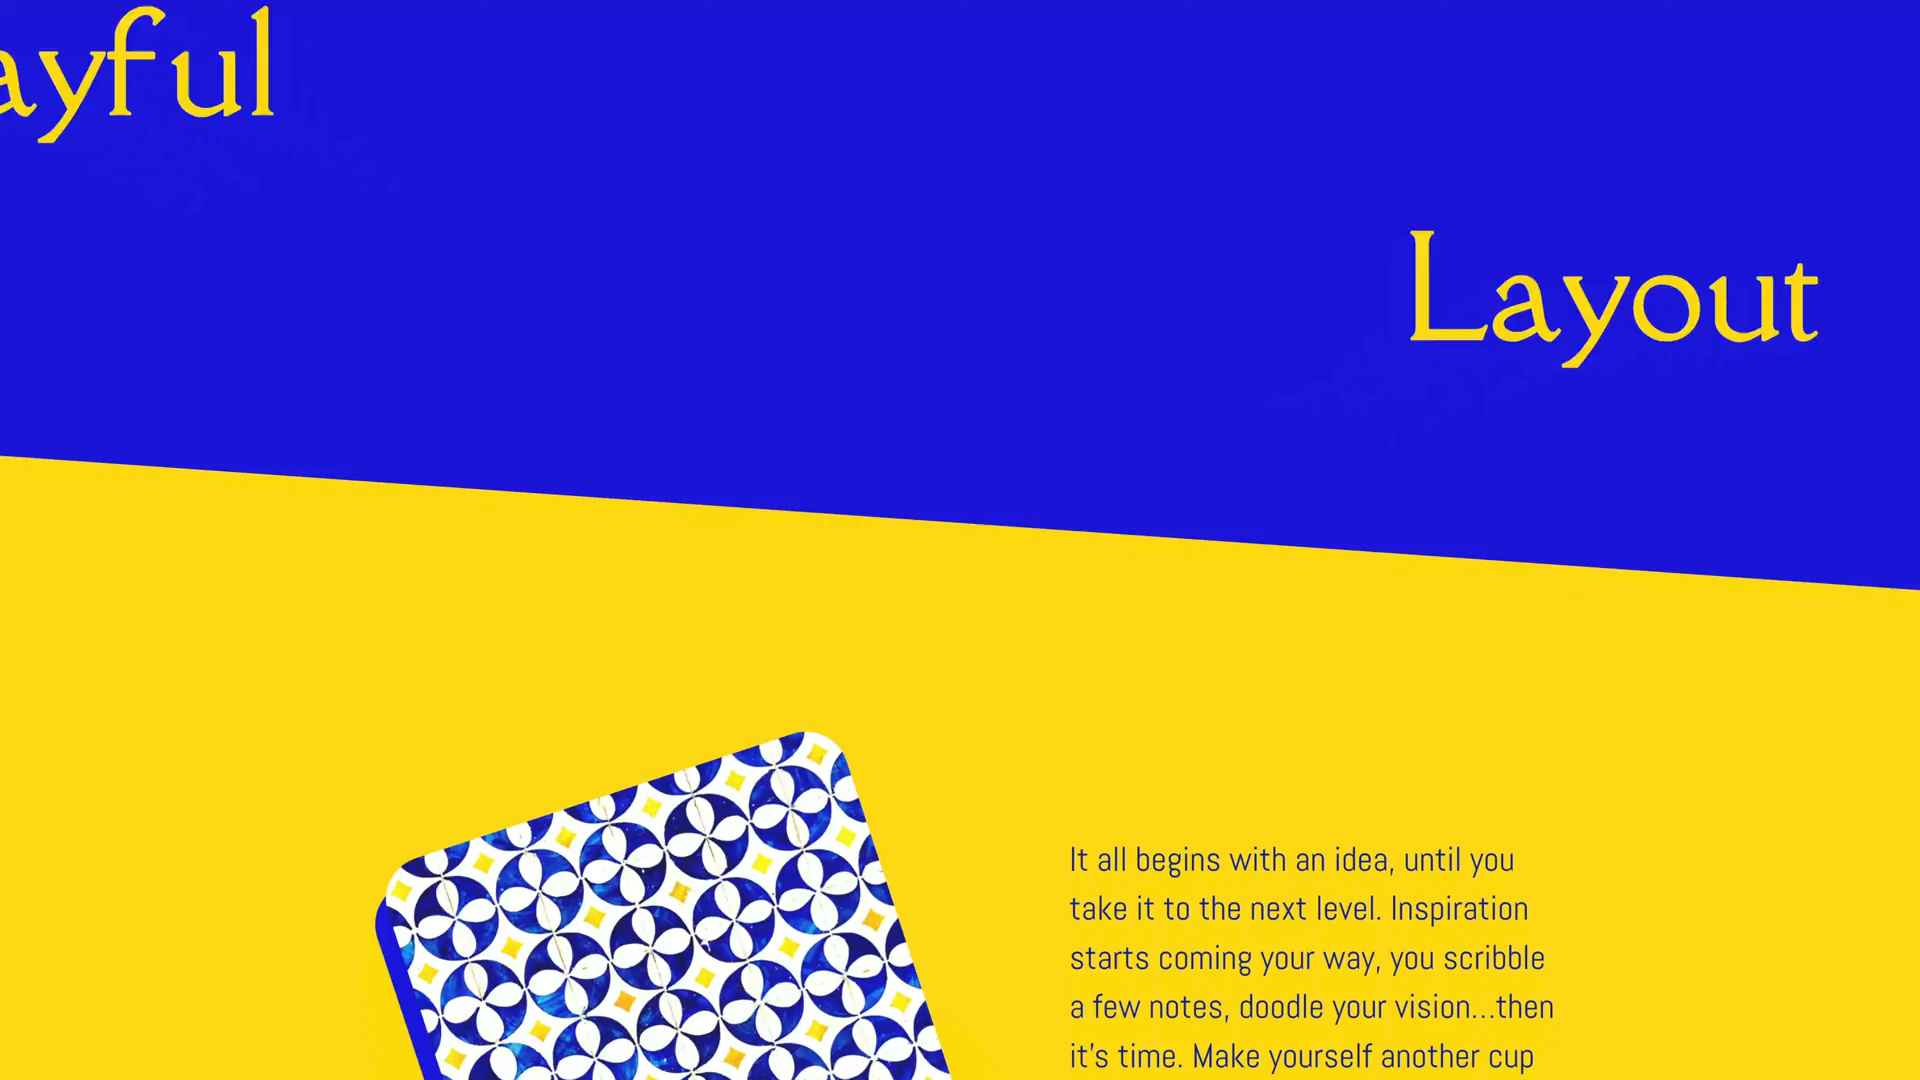 ayful
Layout
It all begins with an idea, until you
take it to the next level. Inspiration
starts coming your way, you scribble
a few notes, doodle your vision...then
it's time. Make yourself another cup